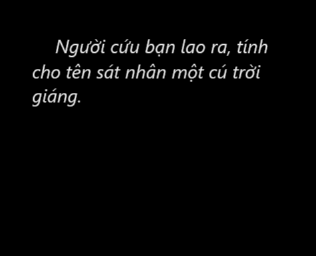 Người cứu bạn lao ra, tính
cho tên sát nhân một cú trời
giáng.